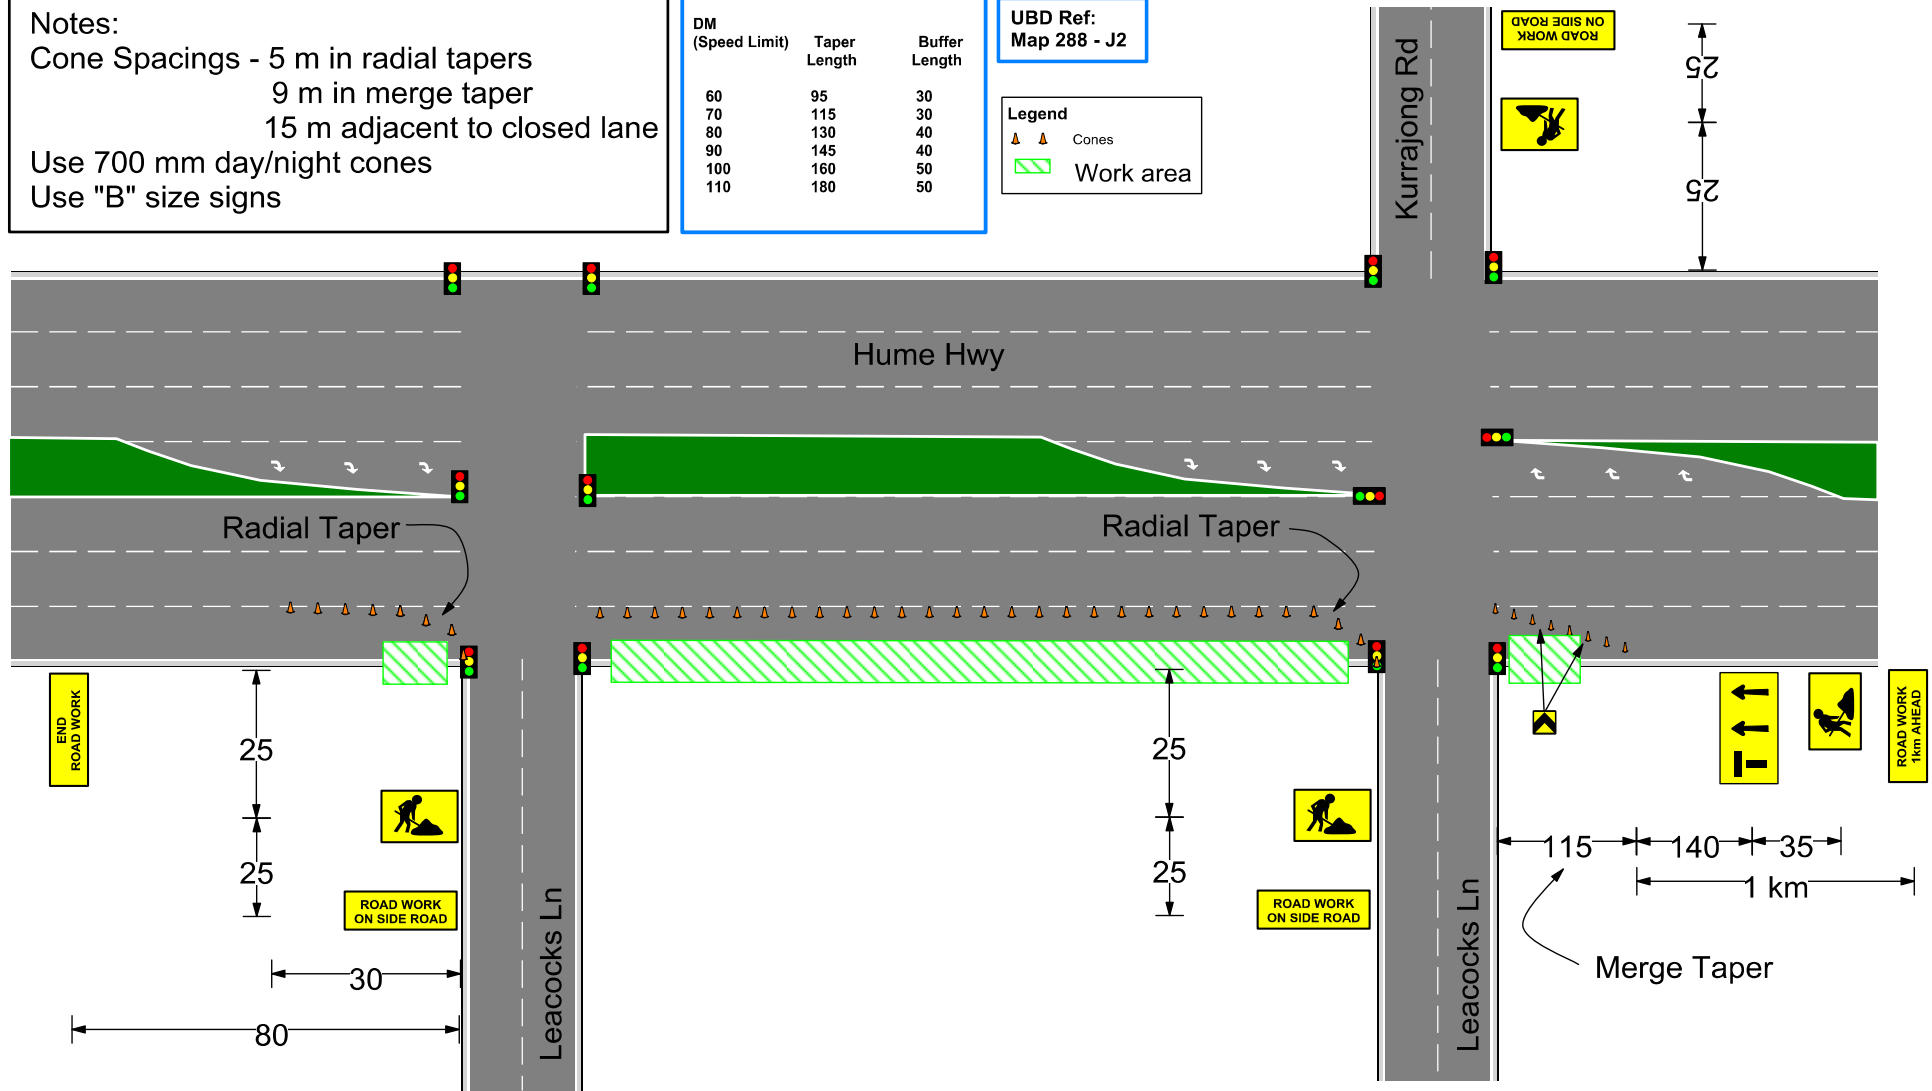 Notes:
Cone Spacings - 5 m in radial tapers
9 m in merge taper
15 m adjacent to closed lane
Use 700 mm day/night cones
Use "B" size signs
DM
(Speed Limit) Taper Length Buffer Length
60 95 30
70 115 30
80 130 40
90 145 40
100 160 50
110 180 50
UBD Ref:
Map 288 - J2
Legend
Cones
Work area
Kurrajong Rd
ROAD WORK
ON SIDE ROAD
25
25
Hume Hwy
Radial Taper
Radial Taper
END
ROAD WORK
25
25
ROAD WORK
ON SIDE ROAD
30
80
Leacocks Ln
25
25
ROAD WORK
ON SIDE ROAD
Leacocks Ln
ROAD WORK
1km AHEAD
115
140
35
1 km
Merge Taper